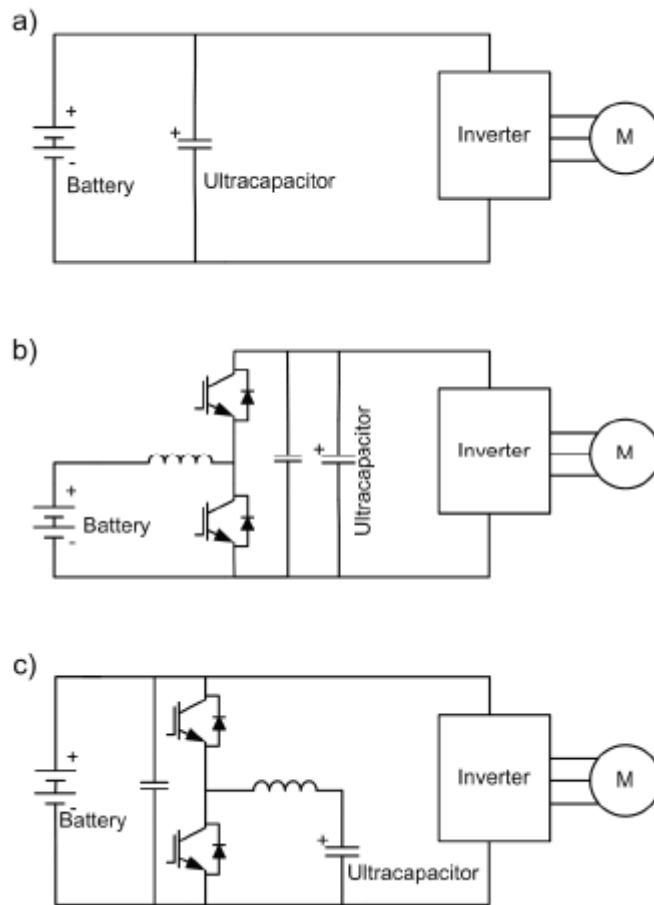 a)
+
-
Battery
+
Ultracapacitor
Inverter
M
b)
+
-
Battery
+
Ultracapacitor
Inverter
M
c)
+
-
Battery
+
Ultracapacitor
Inverter
M